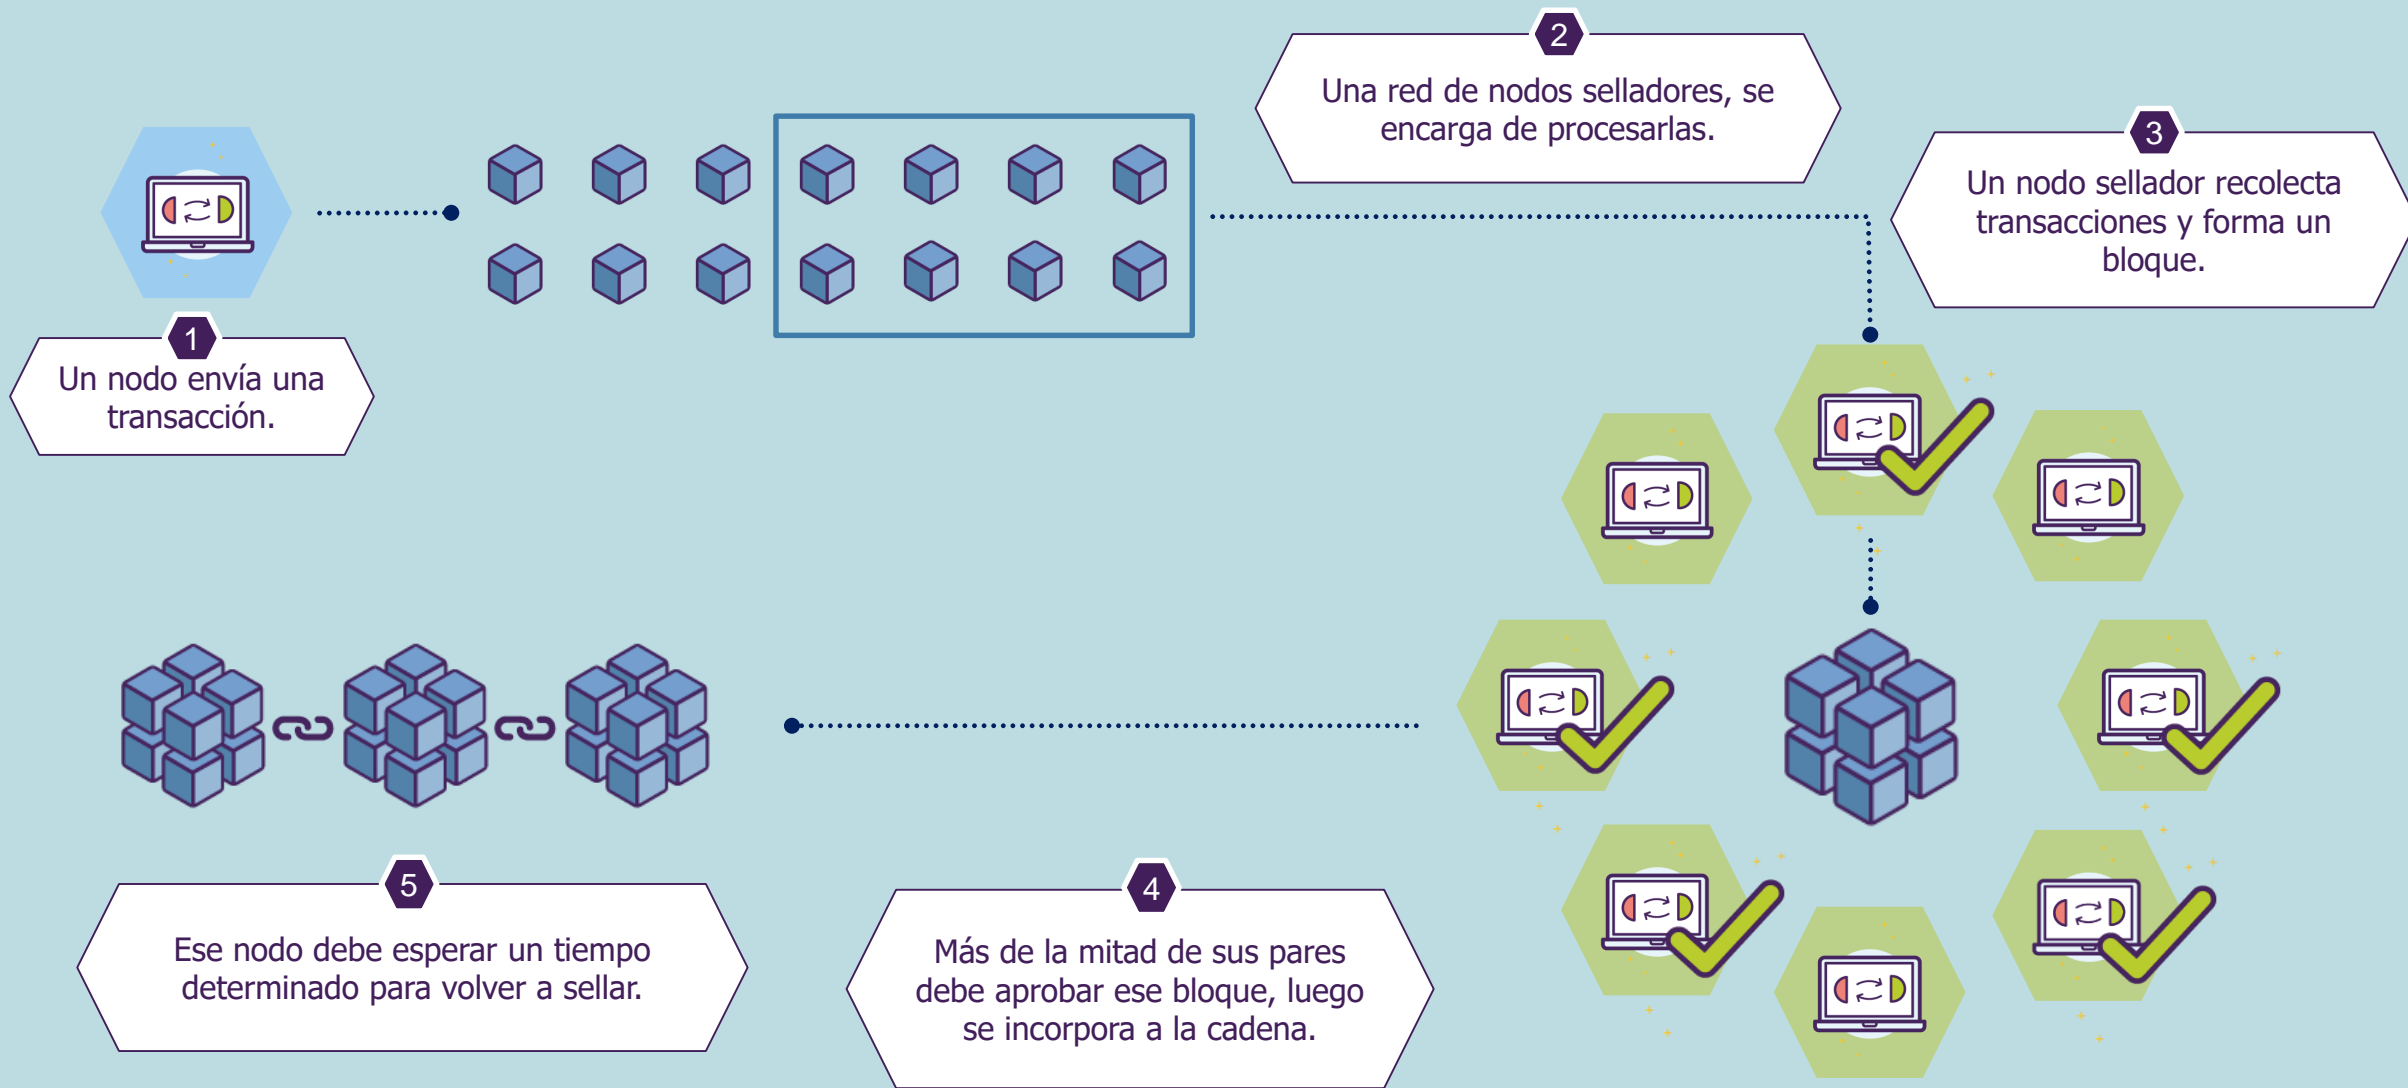 1
Un nodo envía una
transacción.
2
Una red de nodos selladores, se
encarga de procesarlas.
3
Un nodo sellador recolecta
transacciones y forma un
bloque.
4
Más de la mitad de sus pares
debe aprobar ese bloque, luego
se incorpora a la cadena.
5
Ese nodo debe esperar un tiempo
determinado para volver a sellar.